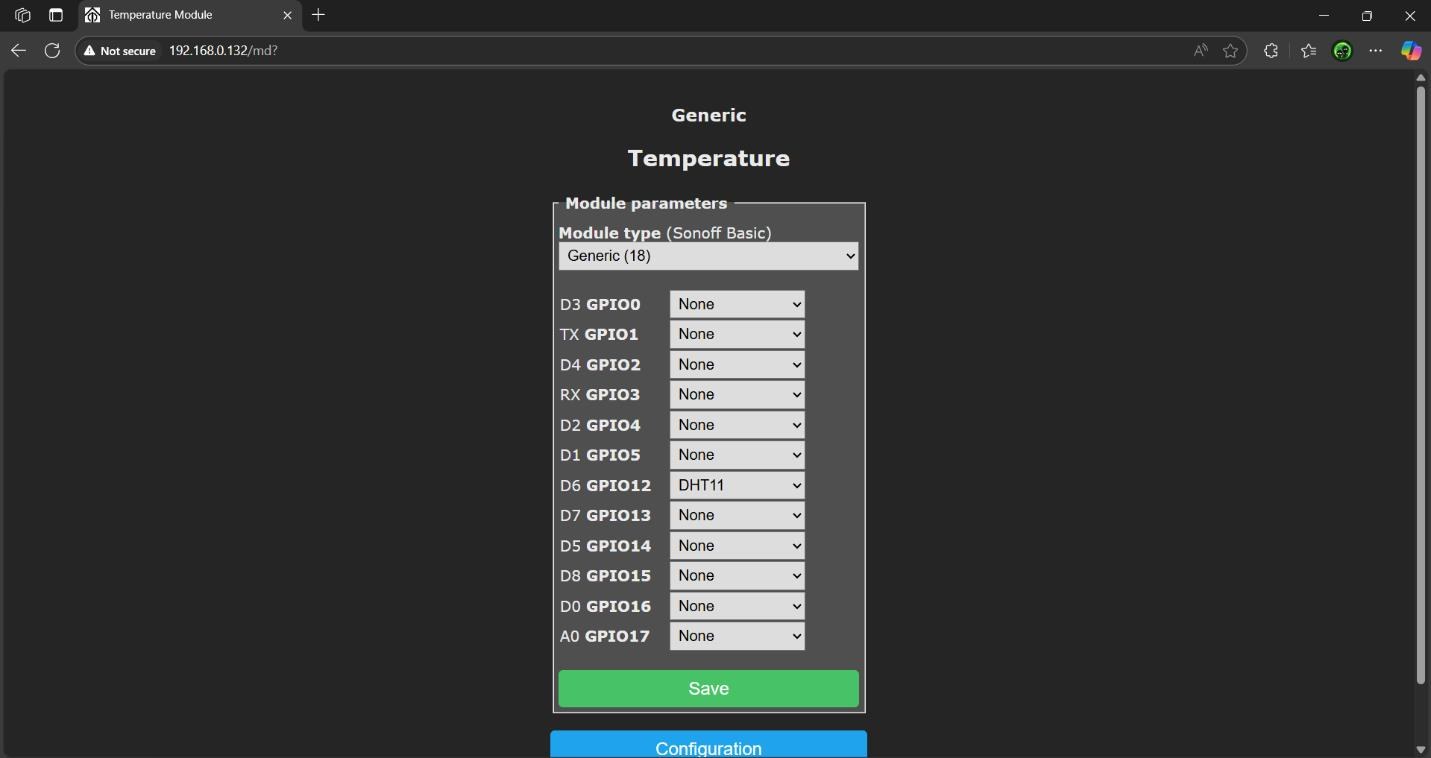 Temperature Module
Not secure 192.168.0.132/md?
Generic
Temperature
Module parameters
Module type (Sonoff Basic)
Generic (18)
D3 GPIO0 None
TX GPIO1 None
D4 GPIO2 None
RX GPIO3 None
D2 GPIO4 None
D1 GPIO5 None
D6 GPIO12 DHT11
D7 GPIO13 None
D5 GPIO14 None
D8 GPIO15 None
D0 GPIO16 None
A0 GPIO17 None
Save
Configuration